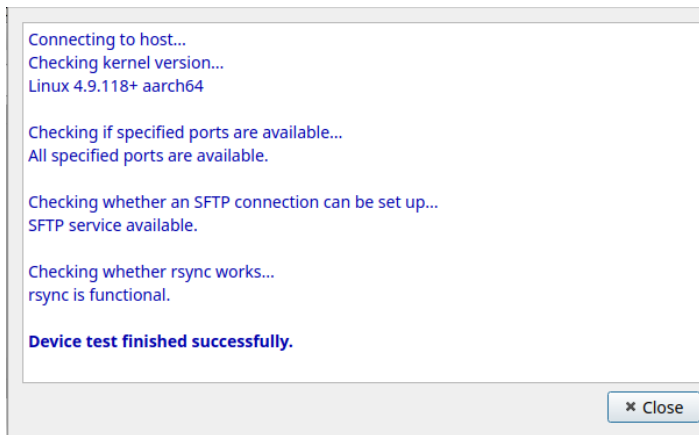 Connecting to host...
Checking kernel version...
Linux 4.9.118+ aarch64
Checking if specified ports are available...
All specified ports are available.
Checking whether an SFTP connection can be set up...
SFTP service available.
Checking whether rsync works...
rsync is functional.
Device test finished successfully.
Close